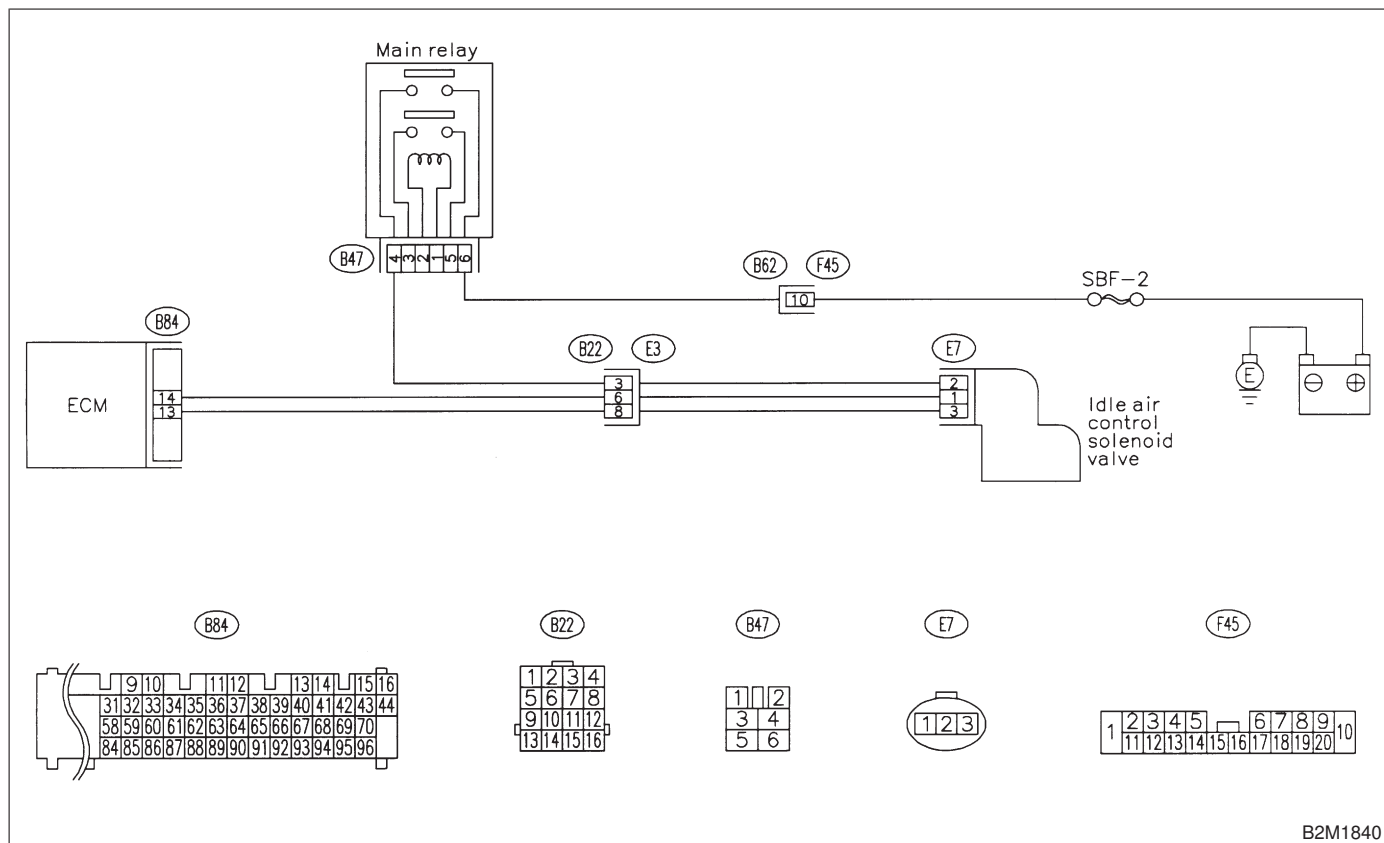 Main relay
B47
4 3 2 1 5 6
B62 F45
10
SBF-2
B84
B22 E3
E7
ECM
14
13
3
6
8
2
1
3
E
Idle air
control
solenoid
valve
B84
9 10 11 12 13 14 15 16
31 32 33 34 35 36 37 38 39 40 41 42 43 44
58 59 60 61 62 63 64 65 66 67 68 69 70
84 85 86 87 88 89 90 91 92 93 94 95 96
B22
1 2 3 4
5 6 7 8
9 10 11 12
13 14 15 16
B47
1 2
3 4
5 6
E7
1 2 3
F45
1 2 3 4 5 6 7 8 9 10
11 12 13 14 15 16 17 18 19 20
B2M1840